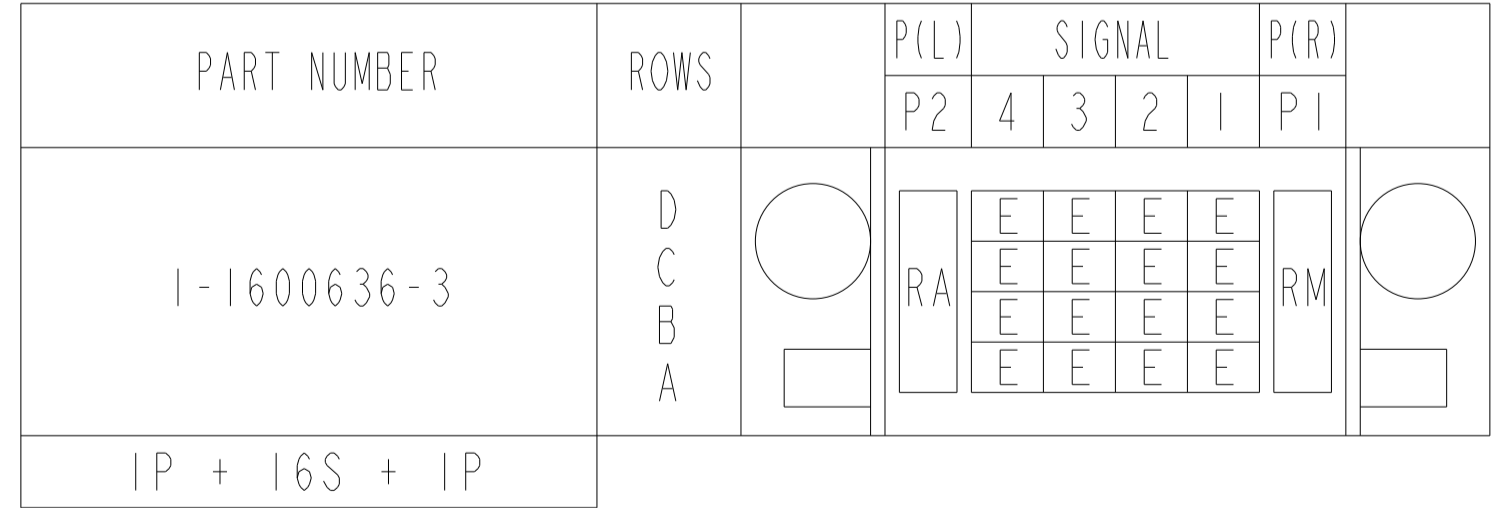 PART NUMBER ROWS P(L) SIGNAL P(R)
P2 4 3 2 1 P1
1-1600636-3
D
C
B
A
RA
E E E E
E E E E
E E E E
E E E E
RM
1P + 16S + 1P